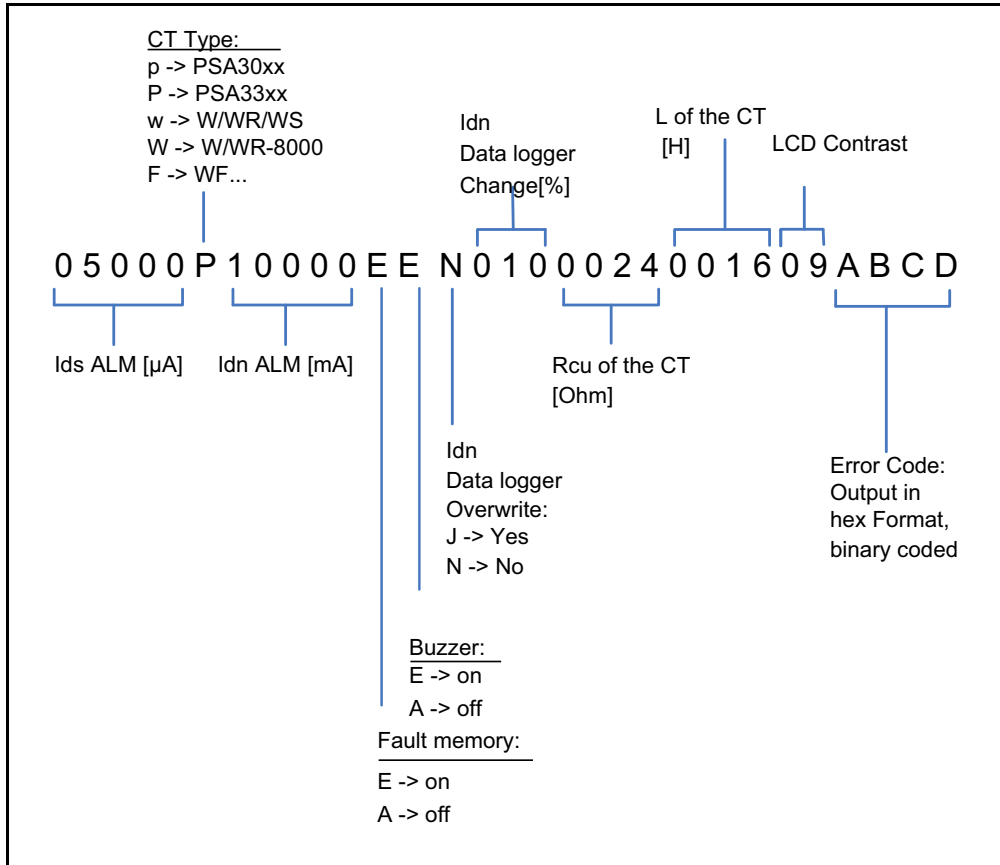 CT Type:
p -> PSA30xx
P -> PSA33xx
w -> W/WR/WS
W -> W/WR-8000
F -> WF...
Idn
Data logger
Change[%]
L of the CT
[H]
LCD Contrast
0 5 0 0 0 P 1 0 0 0 0 E E N 0 1 0 0 0 2 4 0 0 1 6 0 9 A B C D
Ids ALM [µA]
Idn ALM [mA]
Rcu of the CT
[Ohm]
Idn
Data logger
Overwrite:
J -> Yes
N -> No
Error Code:
Output in
hex Format,
binary coded
Buzzer:
E -> on
A -> off
Fault memory:
E -> on
A -> off